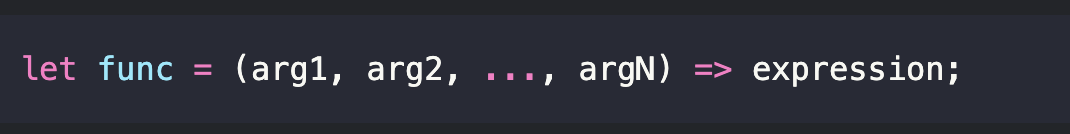 let func = (arg1, arg2, ..., argN) => expression;